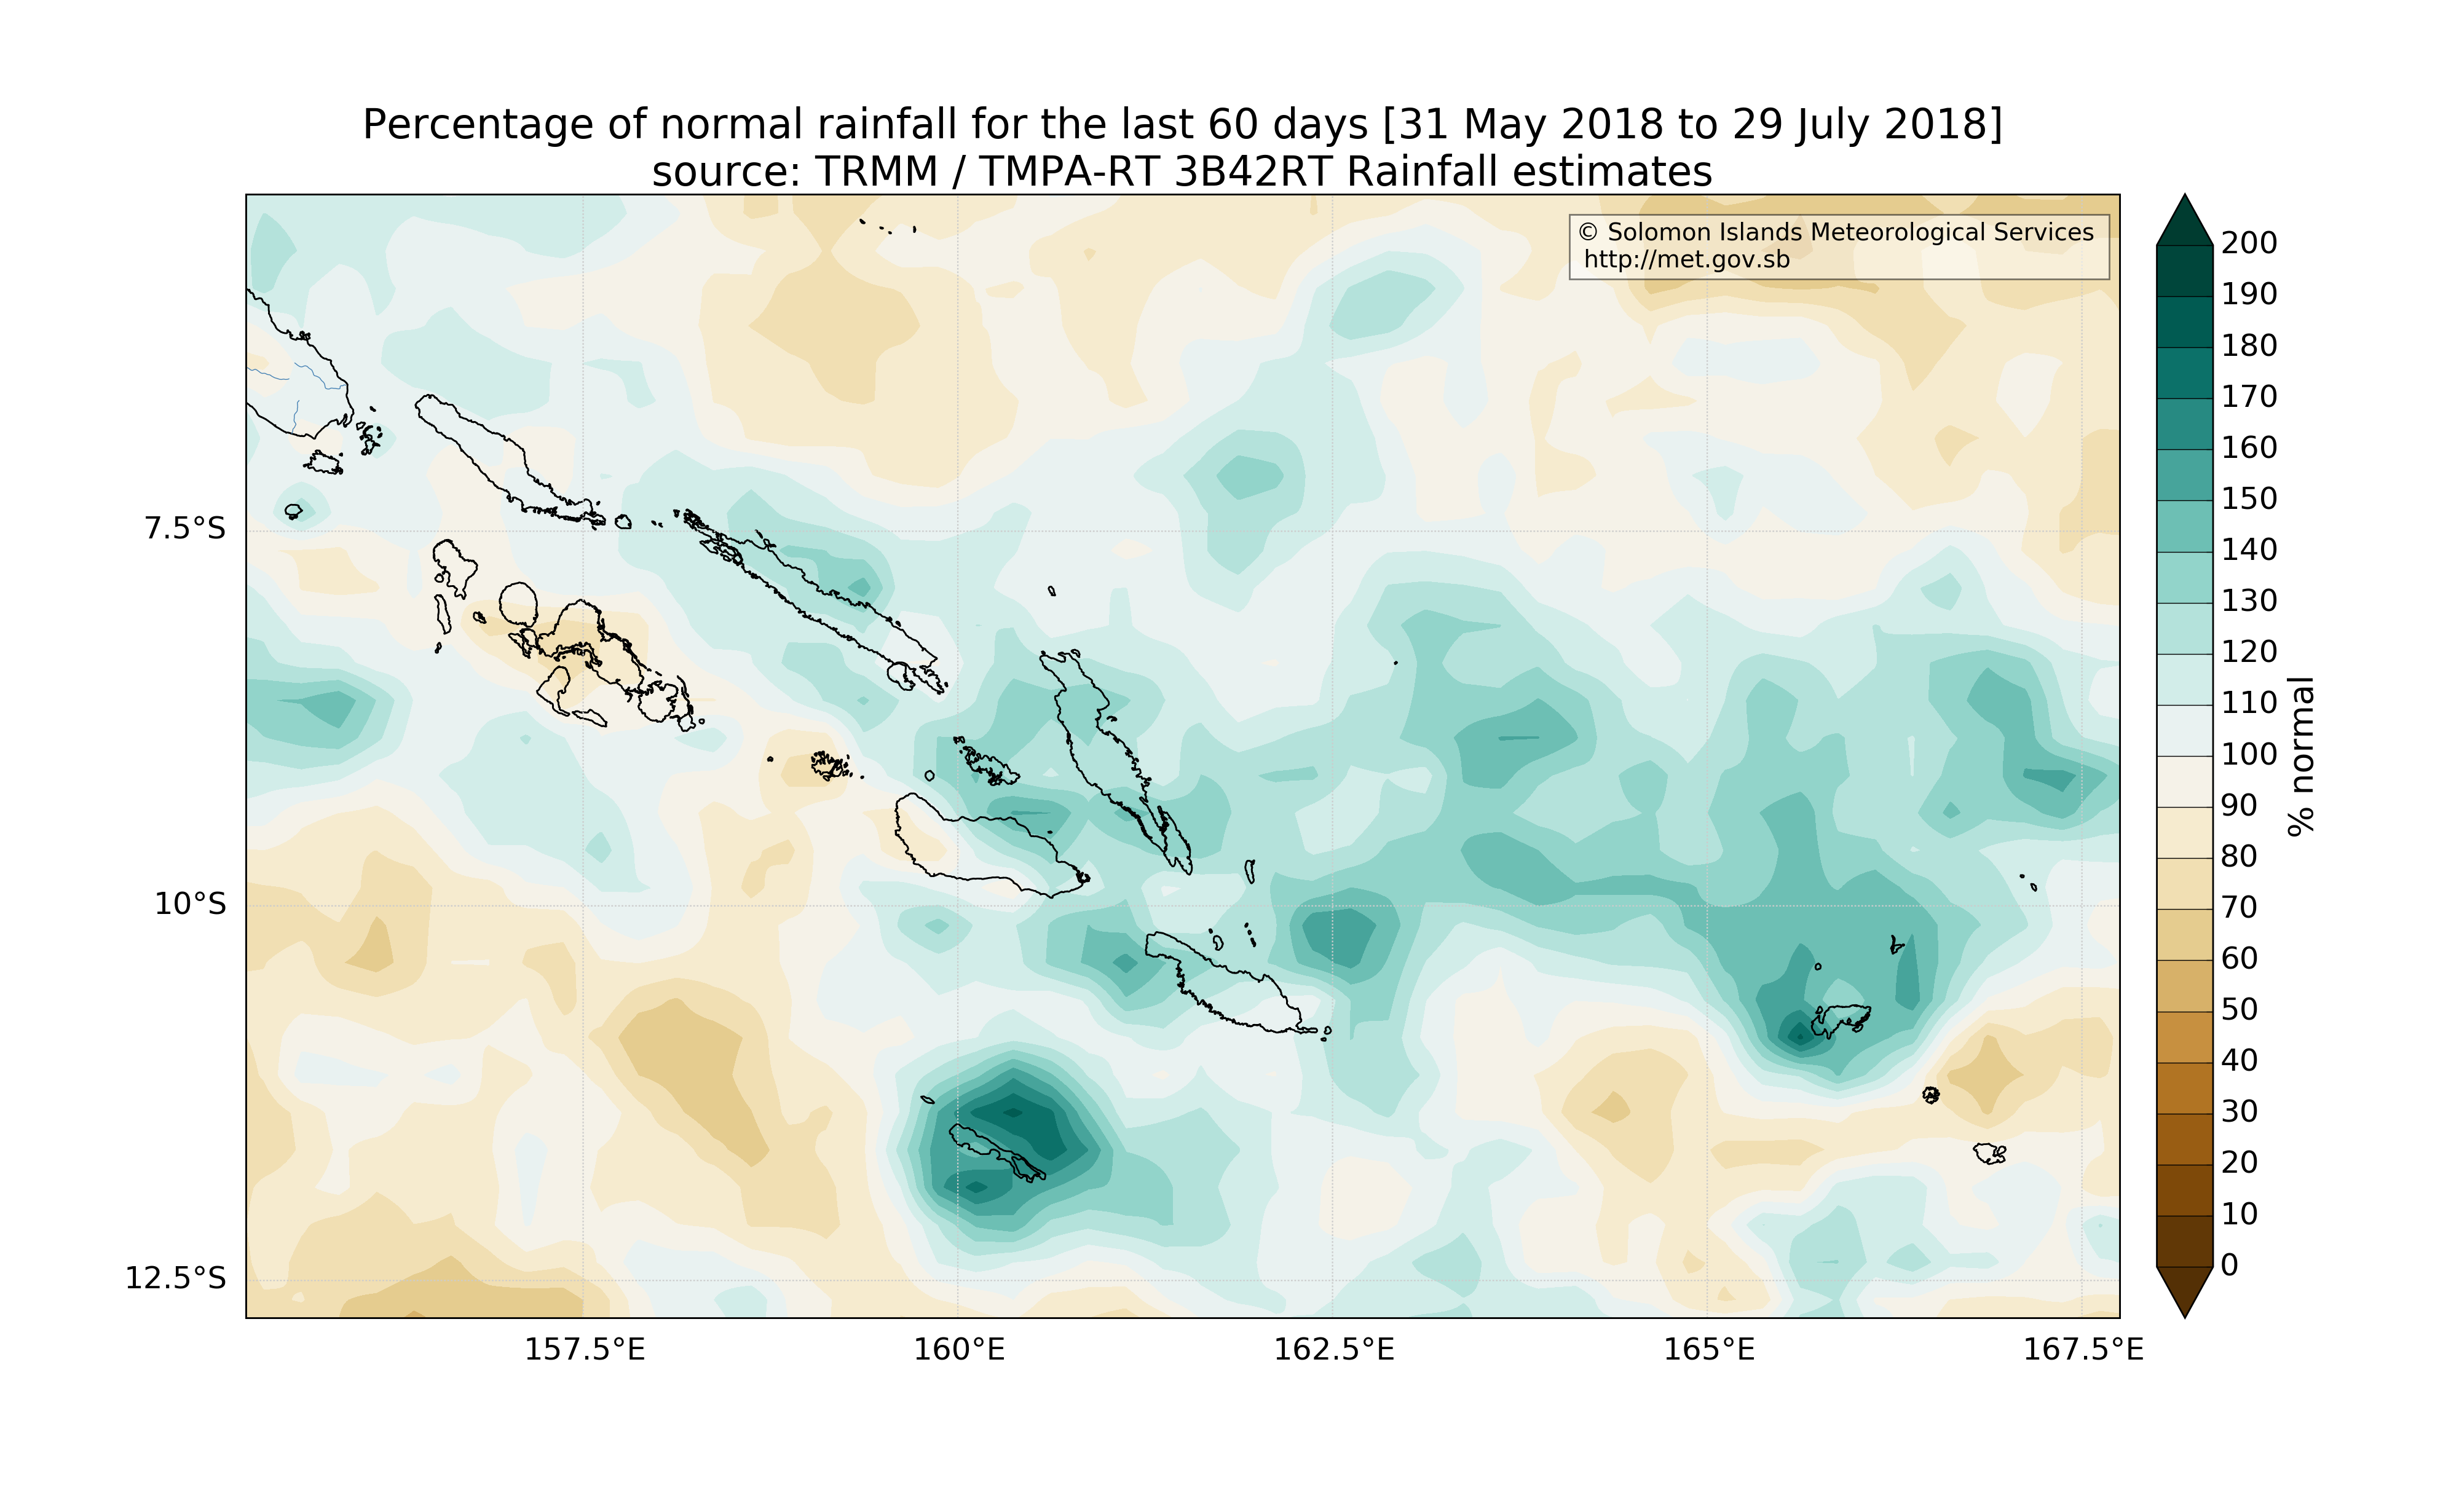 Percentage of normal rainfall for the last 60 days [31 May 2018 to 29 July 2018]
source: TRMM / TMPA-RT 3B42RT Rainfall estimates
© Solomon Islands Meteorological Services
http://met.gov.sb
7.5°S
10°S
12.5°S
157.5°E
160°E
162.5°E
165°E
167.5°E
200
190
180
170
160
150
140
130
120
110
100
90
80
70
60
50
40
30
20
10
0
% normal